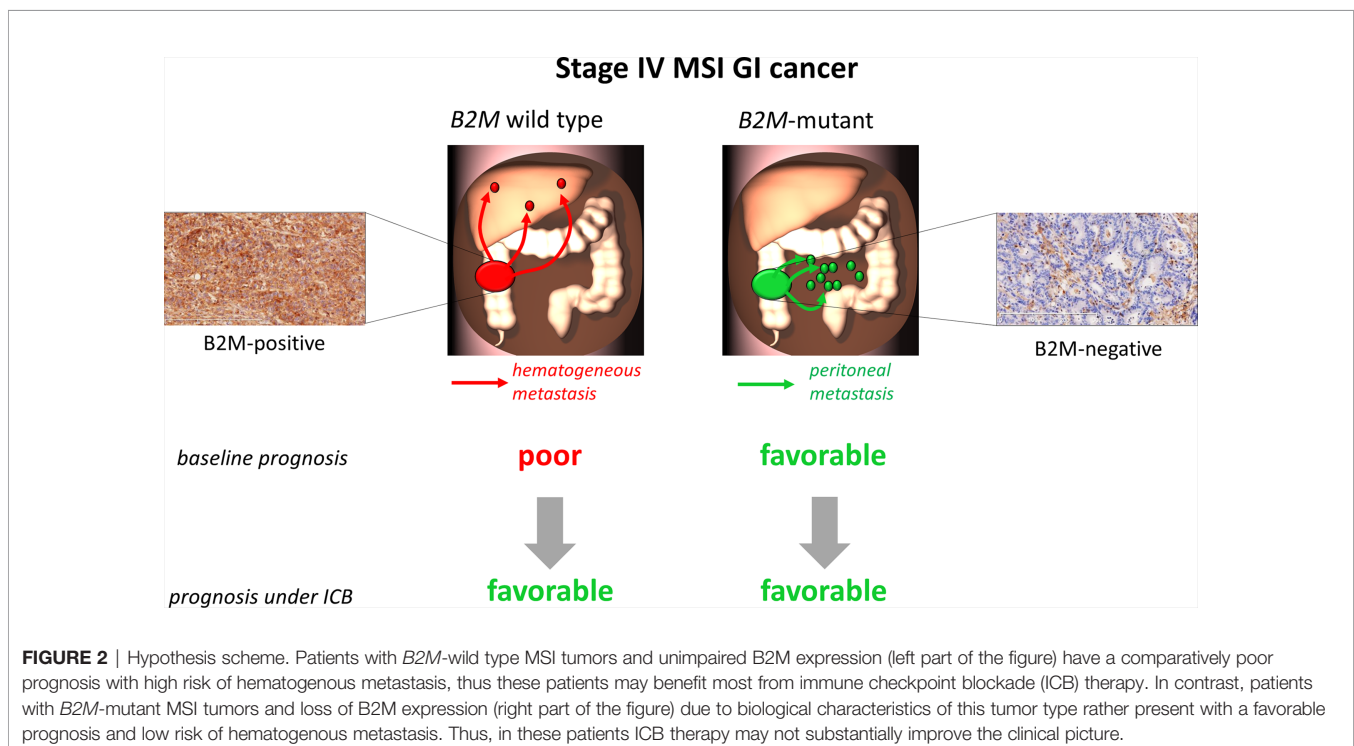 Stage IV MSI GI cancer
B2M wild type
B2M-mutant
B2M-positive
B2M-negative
hematogeneous
metastasis
peritoneal
metastasis
baseline prognosis
poor
favorable
prognosis under ICB
favorable
favorable
FIGURE 2 | Hypothesis scheme. Patients with B2M-wild type MSI tumors and unimpaired B2M expression (left part of the figure) have a comparatively poor
prognosis with high risk of hematogenous metastasis, thus these patients may benefit most from immune checkpoint blockade (ICB) therapy. In contrast, patients
with B2M-mutant MSI tumors and loss of B2M expression (right part of the figure) due to biological characteristics of this tumor type rather present with a favorable
prognosis and low risk of hematogenous metastasis. Thus, in these patients ICB therapy may not substantially improve the clinical picture.